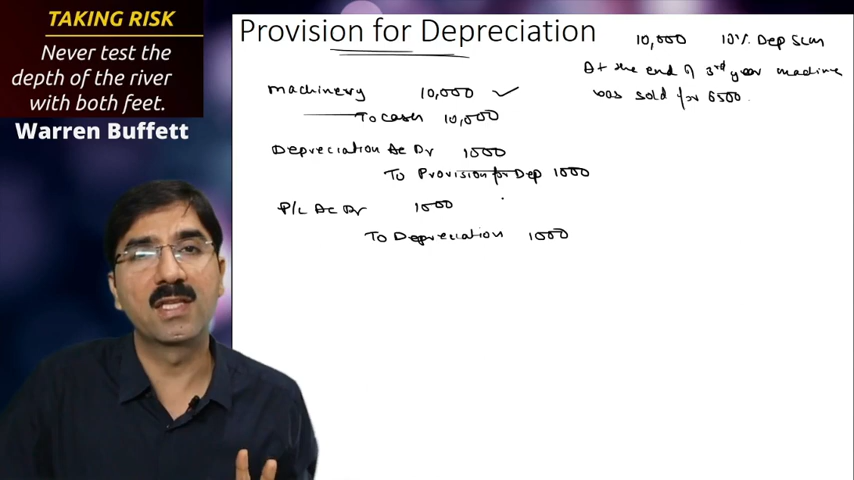 TAKING RISK
Never test the
depth of the river
with both feet.
Warren Buffett
Provision for Depreciation
10,000 10% Dep SLM
At the end of 3rd year machine
was sold for 6500.
Machinery 10,000 ✓
To cash 10,000
Depreciation Ac Dr 1000
To Provision for Dep 1000
P/L Ac Dr 1000
To Depreciation 1000